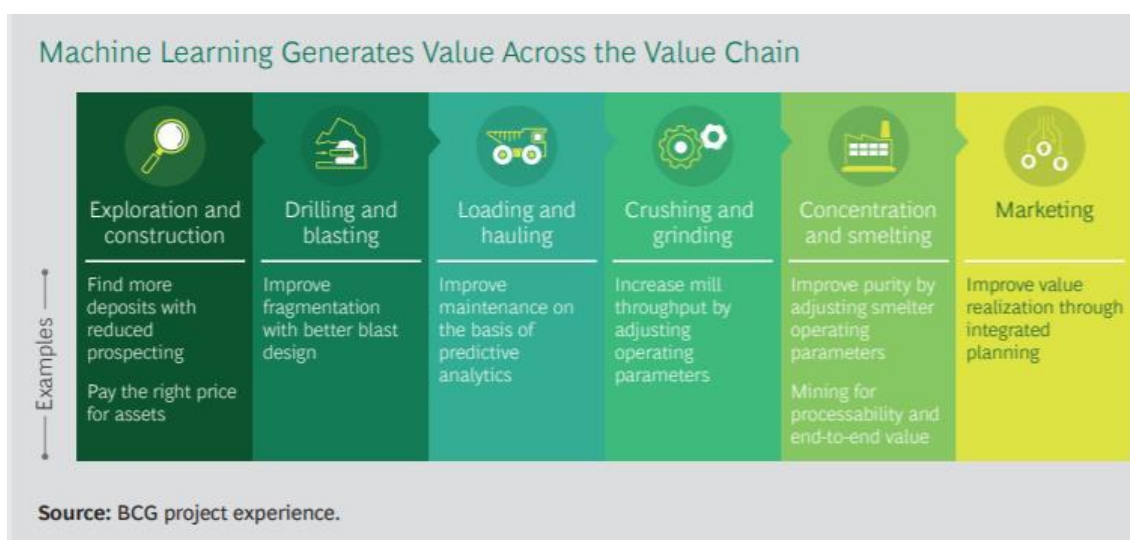 Machine Learning Generates Value Across the Value Chain
Exploration and
construction
Drilling and
blasting
Loading and
hauling
Crushing and
grinding
Concentration
and smelting
Marketing
Examples
Find more
deposits with
reduced
prospecting
Pay the right price
for assets
Improve
fragmentation
with better blast
design
Improve
maintenance on
the basis of
predictive
analytics
Increase mill
throughput by
adjusting
operating
parameters
Improve purity by
adjusting smelter
operating
parameters
Mining for
processability and
end-to-end value
Improve value
realization through
integrated
planning
Source: BCG project experience.